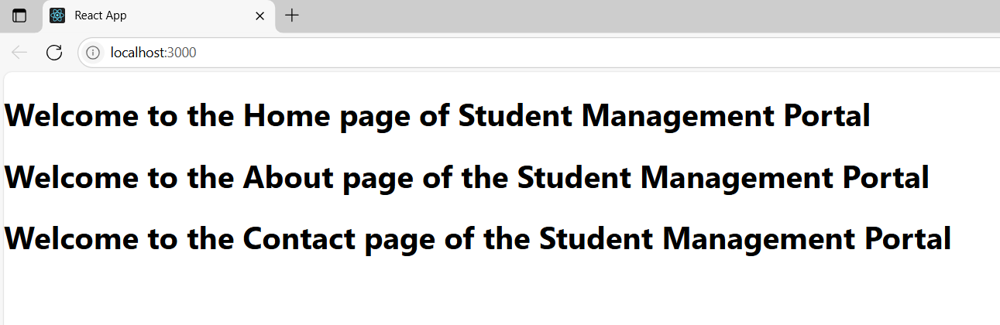 React App
localhost:3000
Welcome to the Home page of Student Management Portal
Welcome to the About page of the Student Management Portal
Welcome to the Contact page of the Student Management Portal